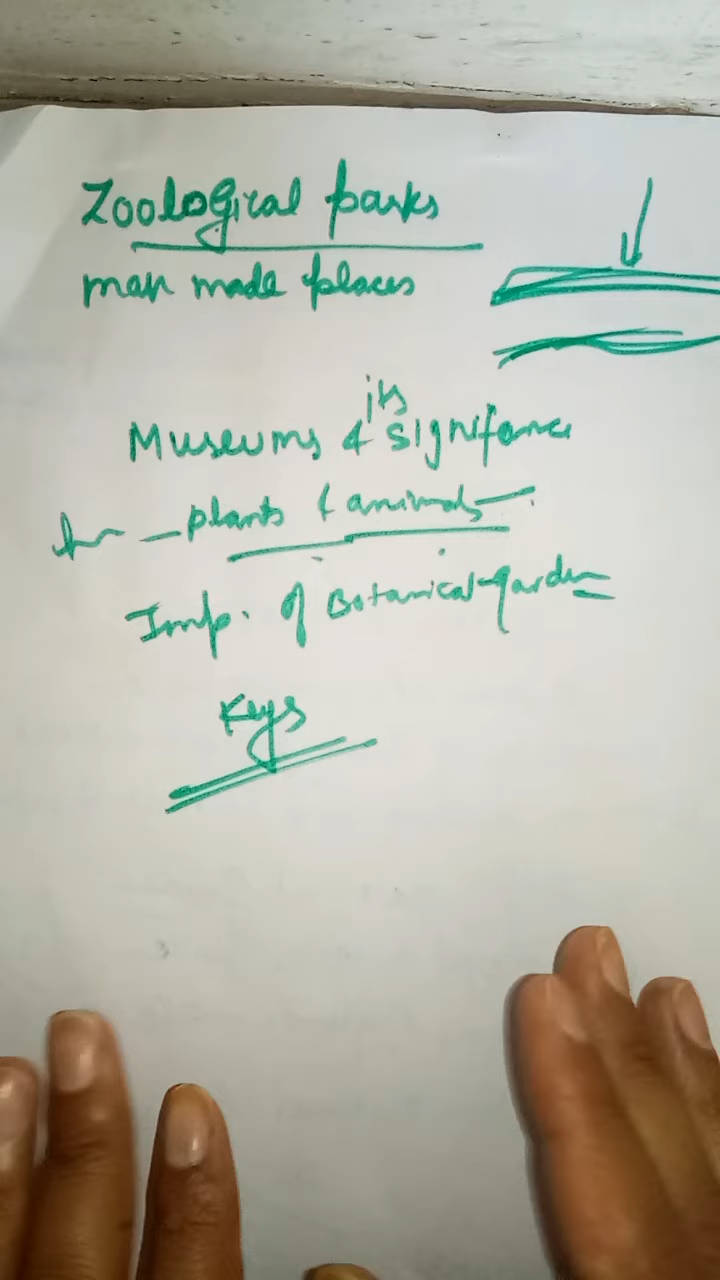 Zoological parks
man made places
its
Museums & Significance
— plants & animals —
Imp. of Botanical garden
Keys